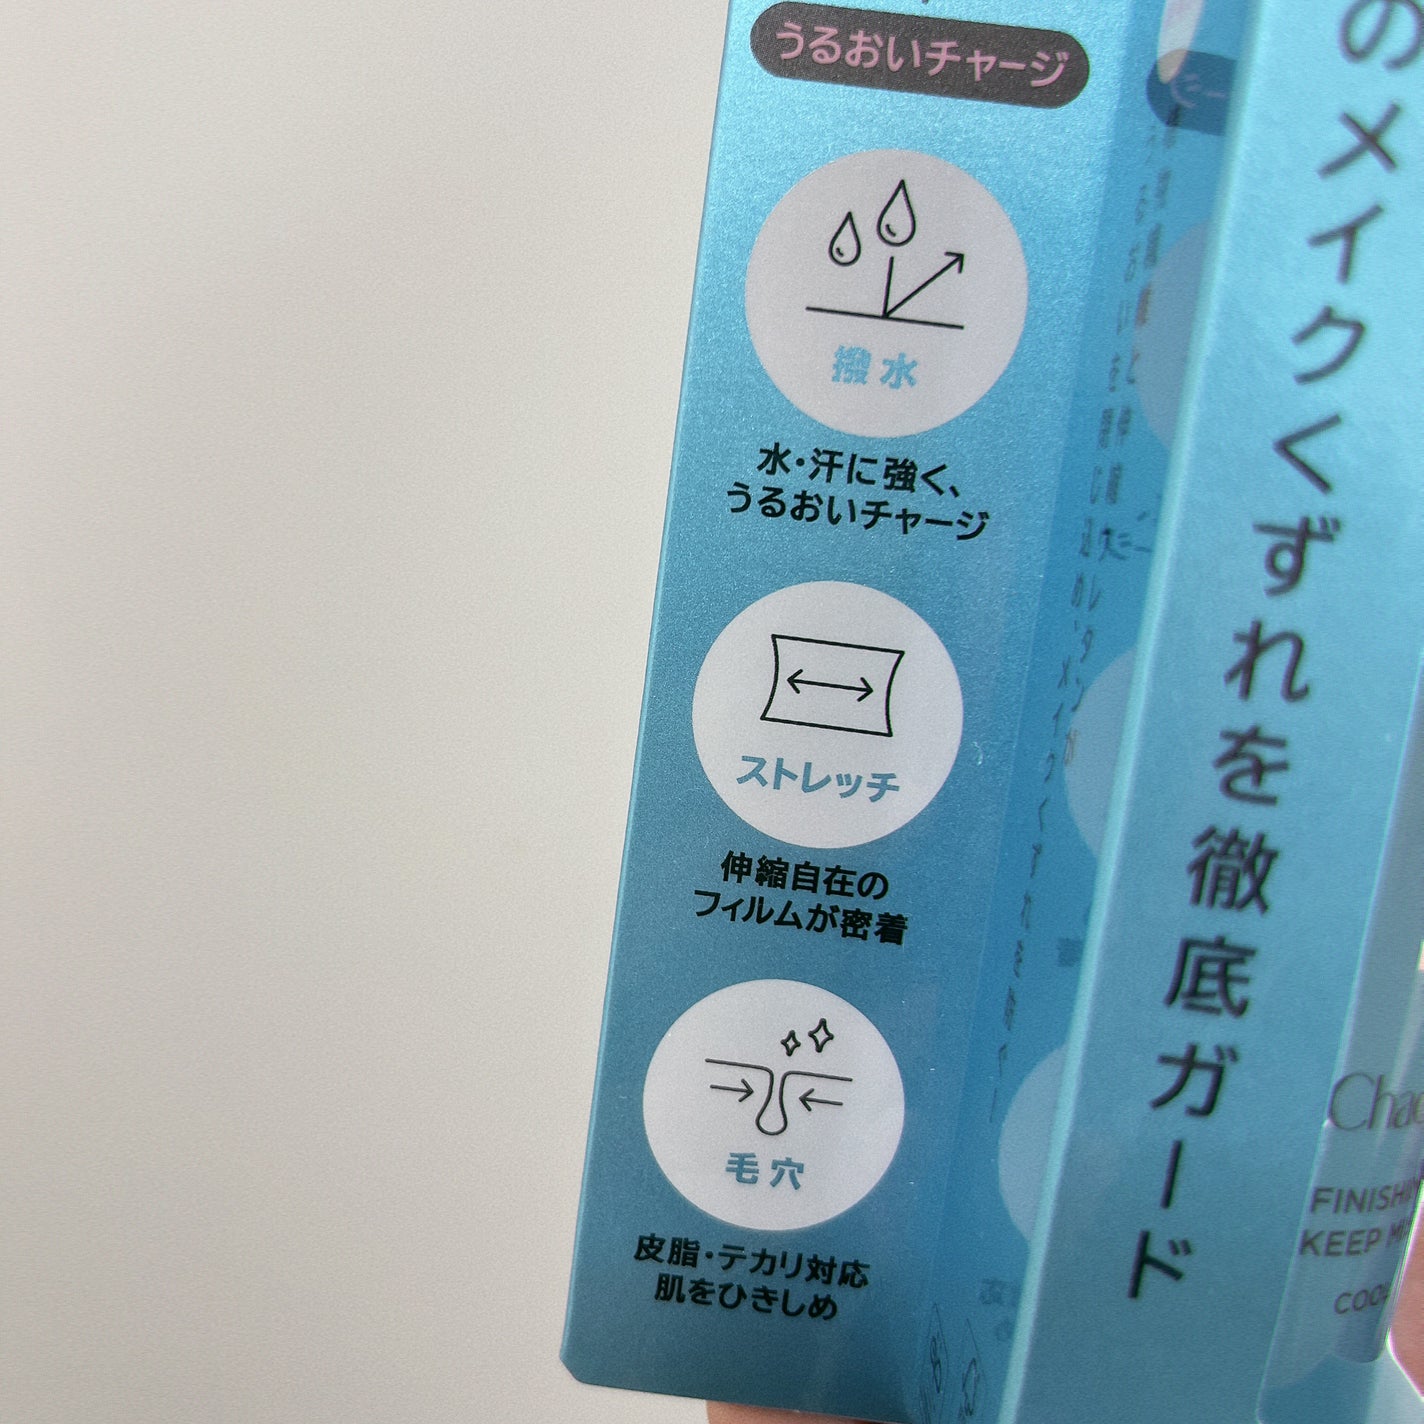 うるおいチャージ
撥水
水・汗に強く、
うるおいチャージ
ストレッチ
伸縮自在の
フィルムが密着
毛穴
皮脂・テカリ対応
肌をひきしめ
のメイクくずれを徹底ガード